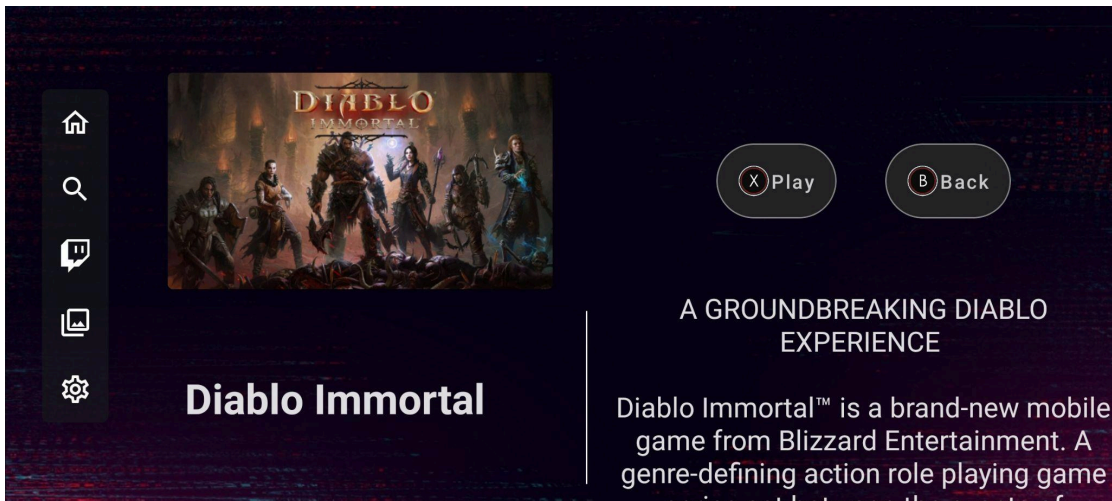 DIABLO
IMMORTAL
Diablo Immortal
X Play
B Back
A GROUNDBREAKING DIABLO
EXPERIENCE
Diablo Immortal™ is a brand-new mobile
game from Blizzard Entertainment. A
genre-defining action role playing game